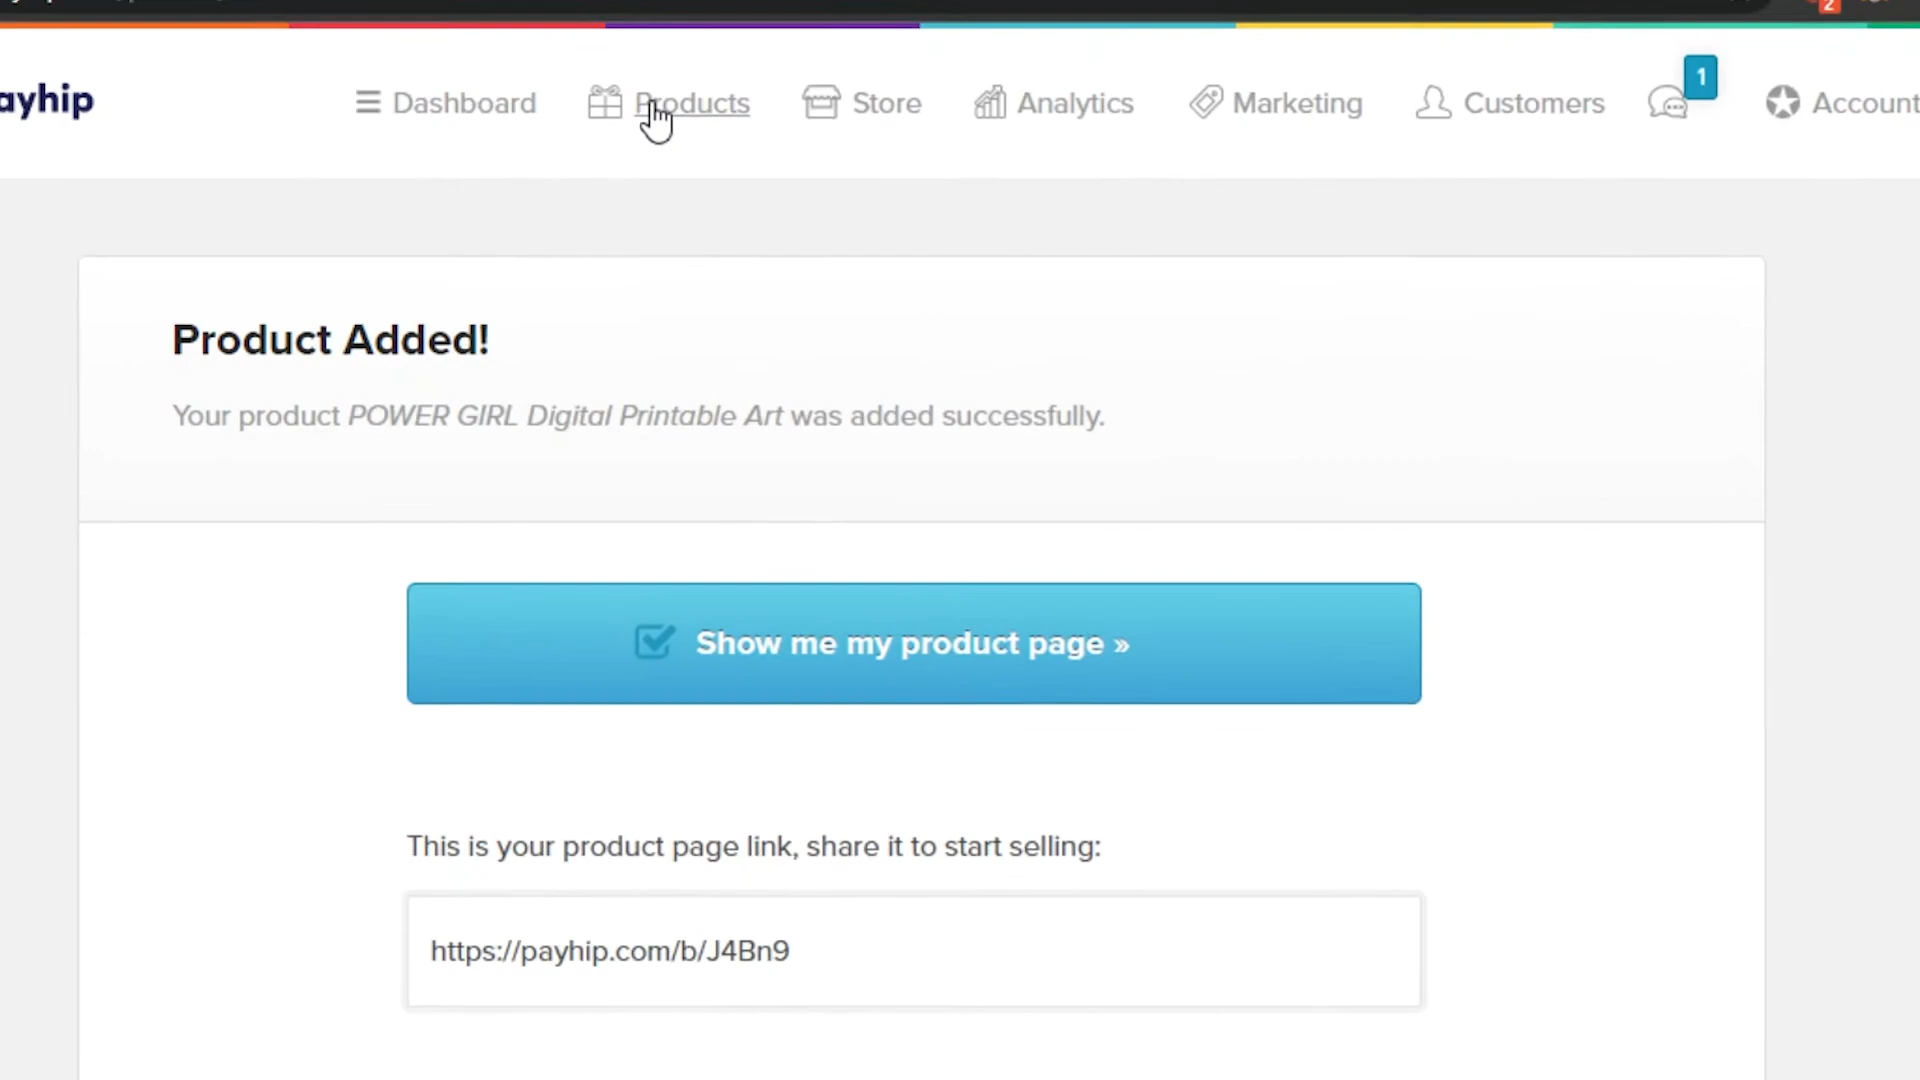 2
ayhip
Dashboard
Products
Store
Analytics
Marketing
Customers
1
Account
Product Added!
Your product POWER GIRL Digital Printable Art was added successfully.
Show me my product page »
This is your product page link, share it to start selling:
https://payhip.com/b/J4Bn9